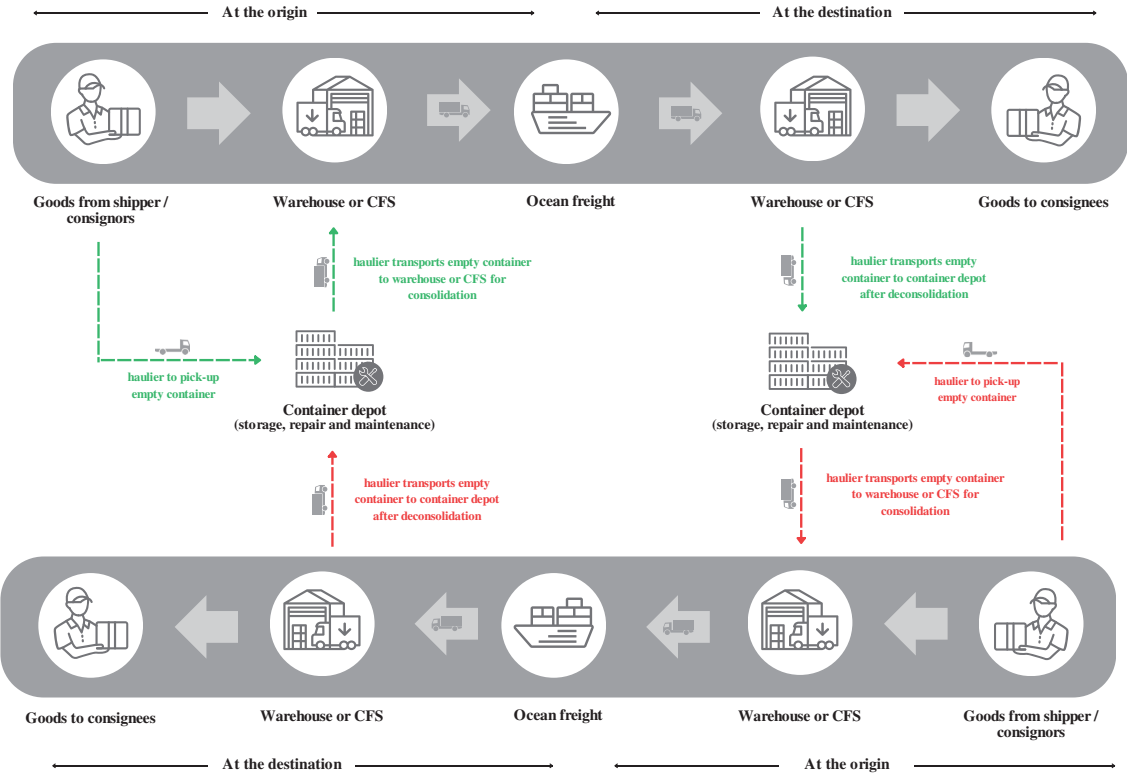 At the origin
At the destination
Goods from shipper /
consignors
Warehouse or CFS
Ocean freight
Warehouse or CFS
Goods to consignees
haulier transports empty container
to warehouse or CFS for
consolidation
haulier transports empty
container to container depot
after deconsolidation
haulier to pick-up
empty container
haulier to pick-up
empty container
Container depot
(storage, repair and maintenance)
Container depot
(storage, repair and maintenance)
haulier transports empty
container to container depot
after deconsolidation
haulier transports empty container
to warehouse or CFS for
consolidation
Goods to consignees
Warehouse or CFS
Ocean freight
Warehouse or CFS
Goods from shipper /
consignors
At the destination
At the origin